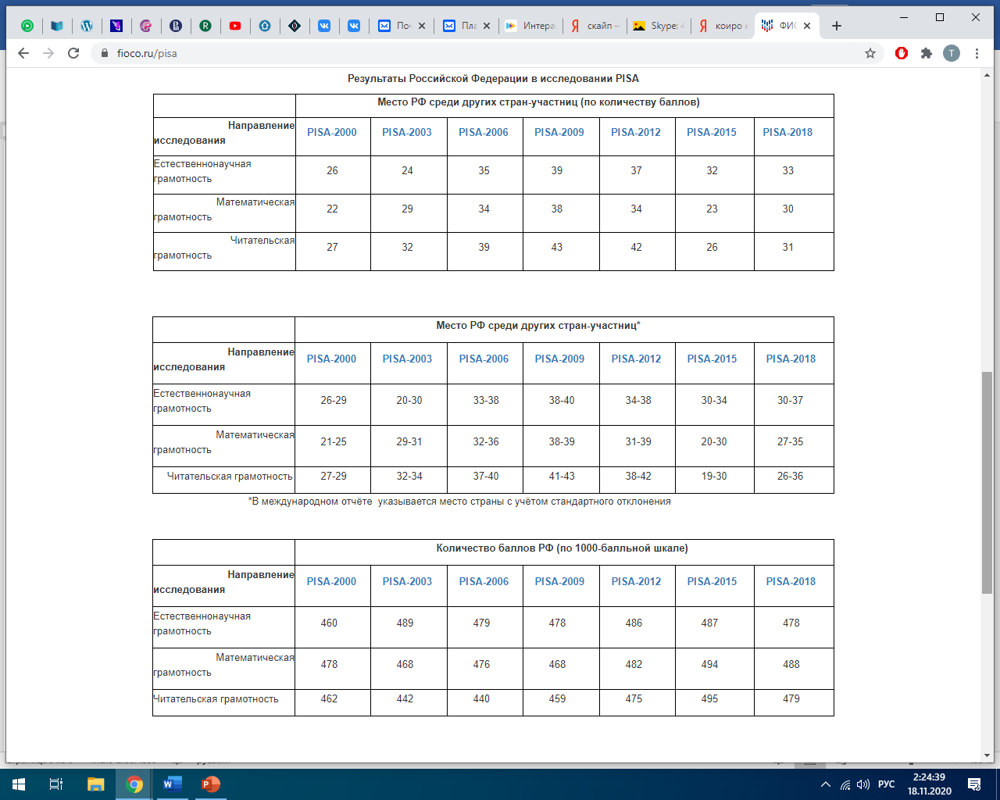 Поч
Пла
Интера
скайп –
Skype: 4
коиро
ФИО
fioco.ru/pisa
T
Результаты Российской Федерации в исследовании PISA
Место РФ среди других стран-участниц (по количеству баллов)
Направление исследования PISA-2000 PISA-2003 PISA-2006 PISA-2009 PISA-2012 PISA-2015 PISA-2018
Естественнонаучная грамотность 26 24 35 39 37 32 33
Математическая грамотность 22 29 34 38 34 23 30
Читательская грамотность 27 32 39 43 42 26 31
Место РФ среди других стран-участниц*
Направление исследования PISA-2000 PISA-2003 PISA-2006 PISA-2009 PISA-2012 PISA-2015 PISA-2018
Естественнонаучная грамотность 26-29 20-30 33-38 38-40 34-38 30-34 30-37
Математическая грамотность 21-25 29-31 32-36 38-39 31-39 20-30 27-35
Читательская грамотность 27-29 32-34 37-40 41-43 38-42 19-30 26-36
*В международном отчёте указывается место страны с учётом стандартного отклонения
Количество баллов РФ (по 1000-балльной шкале)
Направление исследования PISA-2000 PISA-2003 PISA-2006 PISA-2009 PISA-2012 PISA-2015 PISA-2018
Естественнонаучная грамотность 460 489 479 478 486 487 478
Математическая грамотность 478 468 476 468 482 494 488
Читательская грамотность 462 442 440 459 475 495 479
РУС
2:24:39
18.11.2020